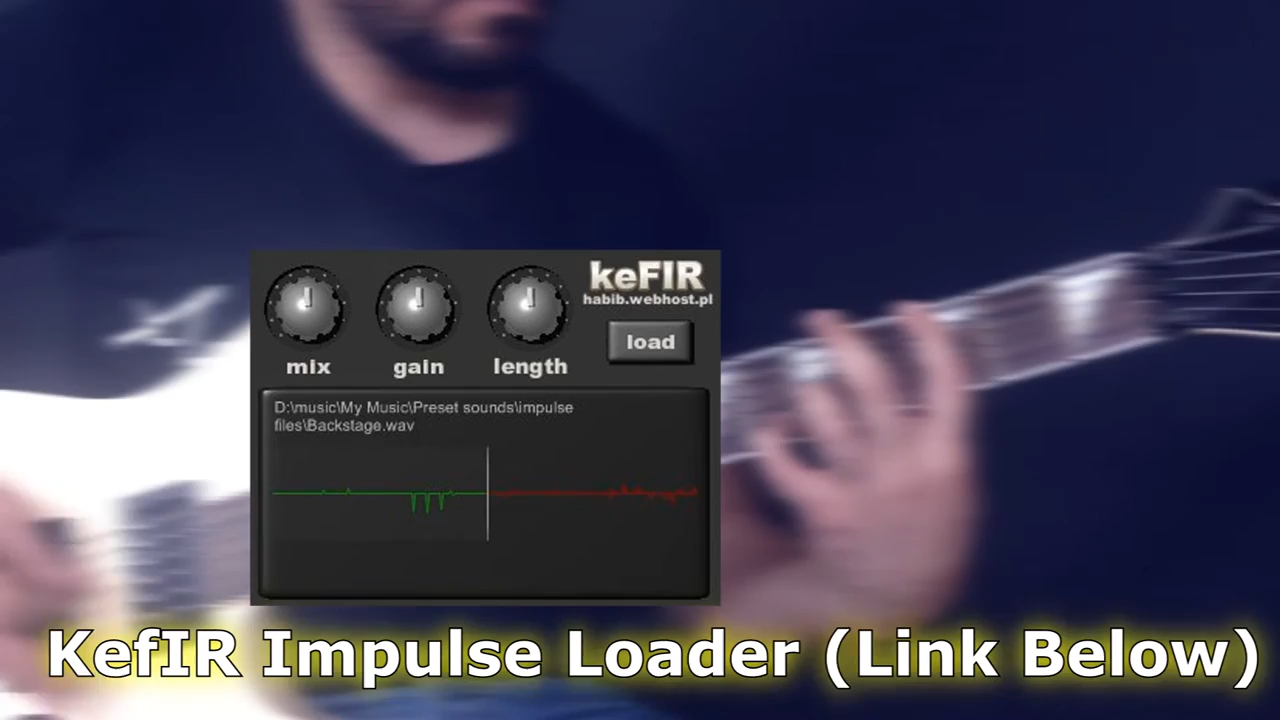 keFIR
habib.webhost.pl
load
mix gain length
D:\music\My Music\Preset sounds\impulse
files\Backstage.wav
KefIR Impulse Loader (Link Below)